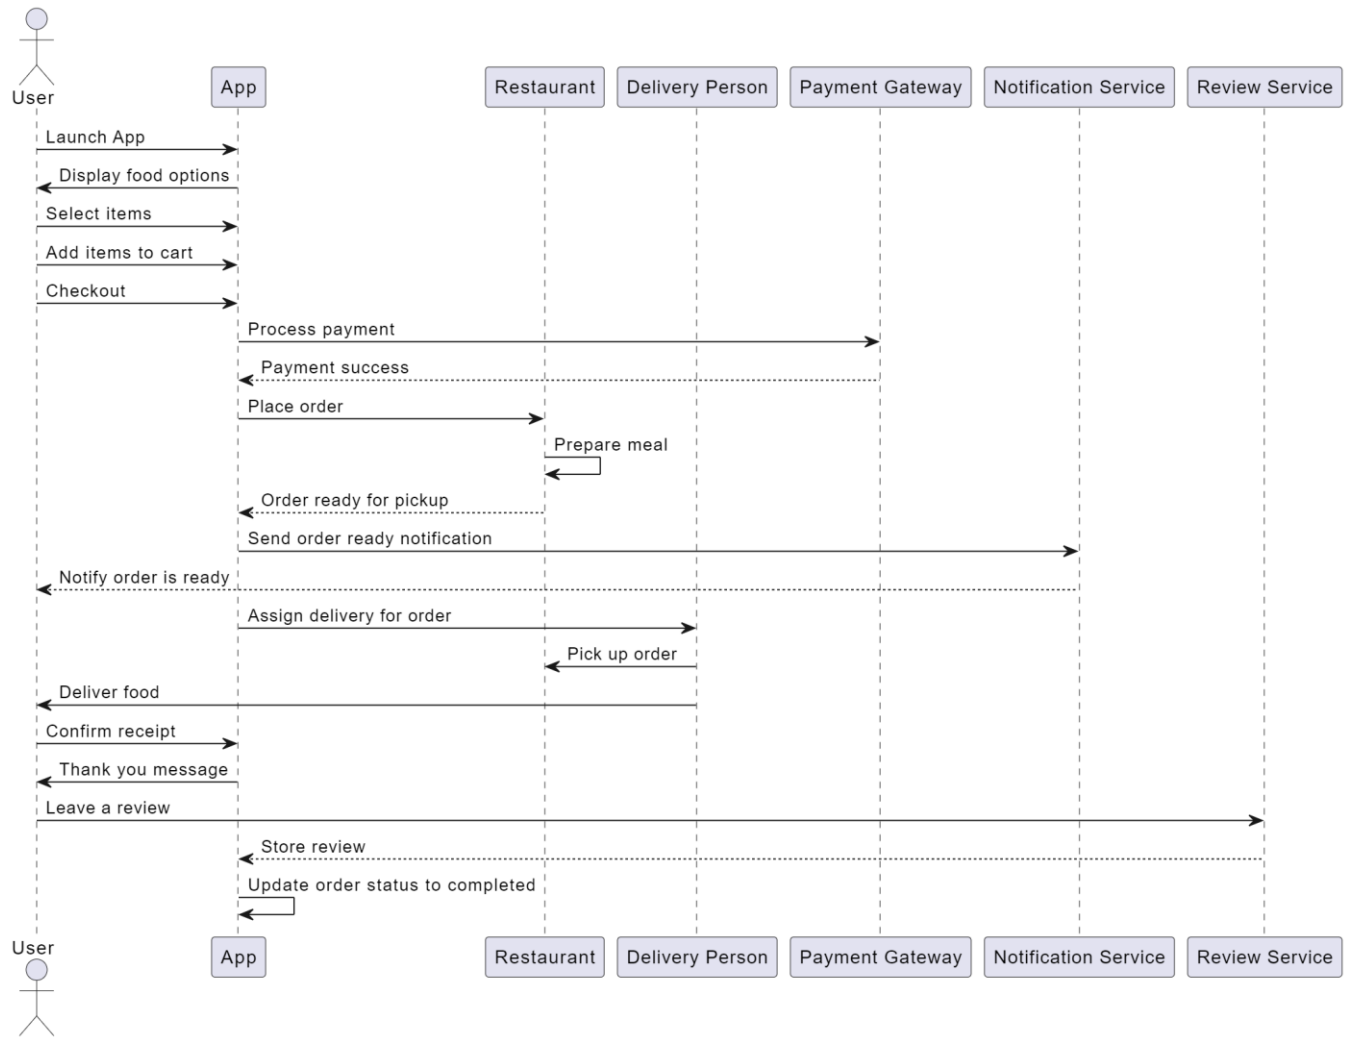 User
App
Restaurant
Delivery Person
Payment Gateway
Notification Service
Review Service
Launch App
Display food options
Select items
Add items to cart
Checkout
Process payment
Payment success
Place order
Prepare meal
Order ready for pickup
Send order ready notification
Notify order is ready
Assign delivery for order
Pick up order
Deliver food
Confirm receipt
Thank you message
Leave a review
Store review
Update order status to completed
User
App
Restaurant
Delivery Person
Payment Gateway
Notification Service
Review Service